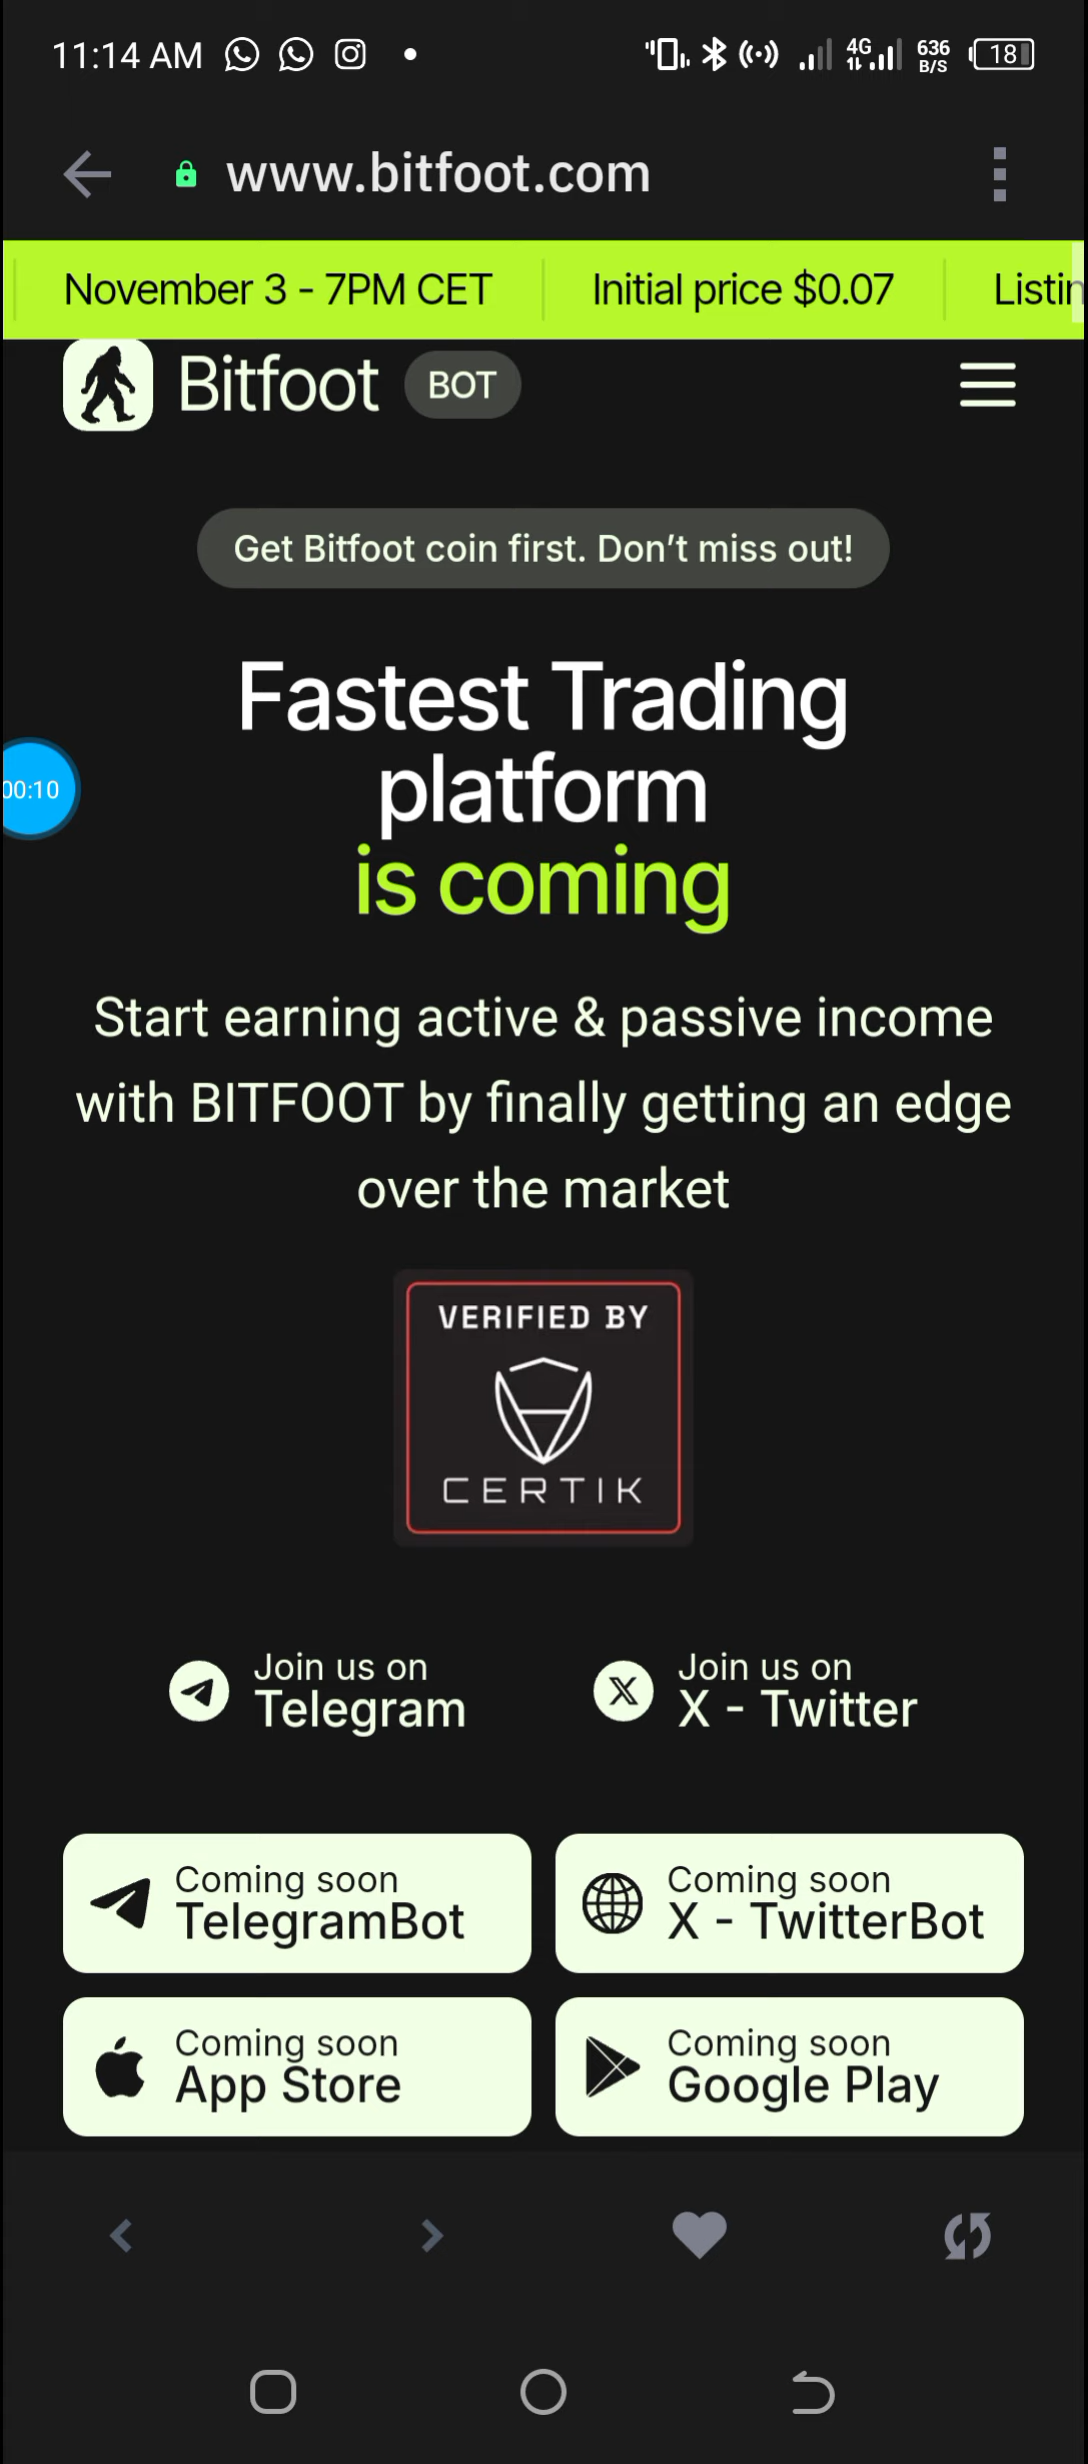 11:14 AM
4G
636
B/S
18
www.bitfoot.com
November 3 - 7PM CET
Initial price $0.07
Listin
Bitfoot
BOT
Get Bitfoot coin first. Don’t miss out!
Fastest Trading
platform
is coming
00:10
Start earning active & passive income
with BITFOOT by finally getting an edge
over the market
VERIFIED BY
CERTIK
Join us on
Telegram
Join us on
X - Twitter
Coming soon
TelegramBot
Coming soon
X - TwitterBot
Coming soon
App Store
Coming soon
Google Play